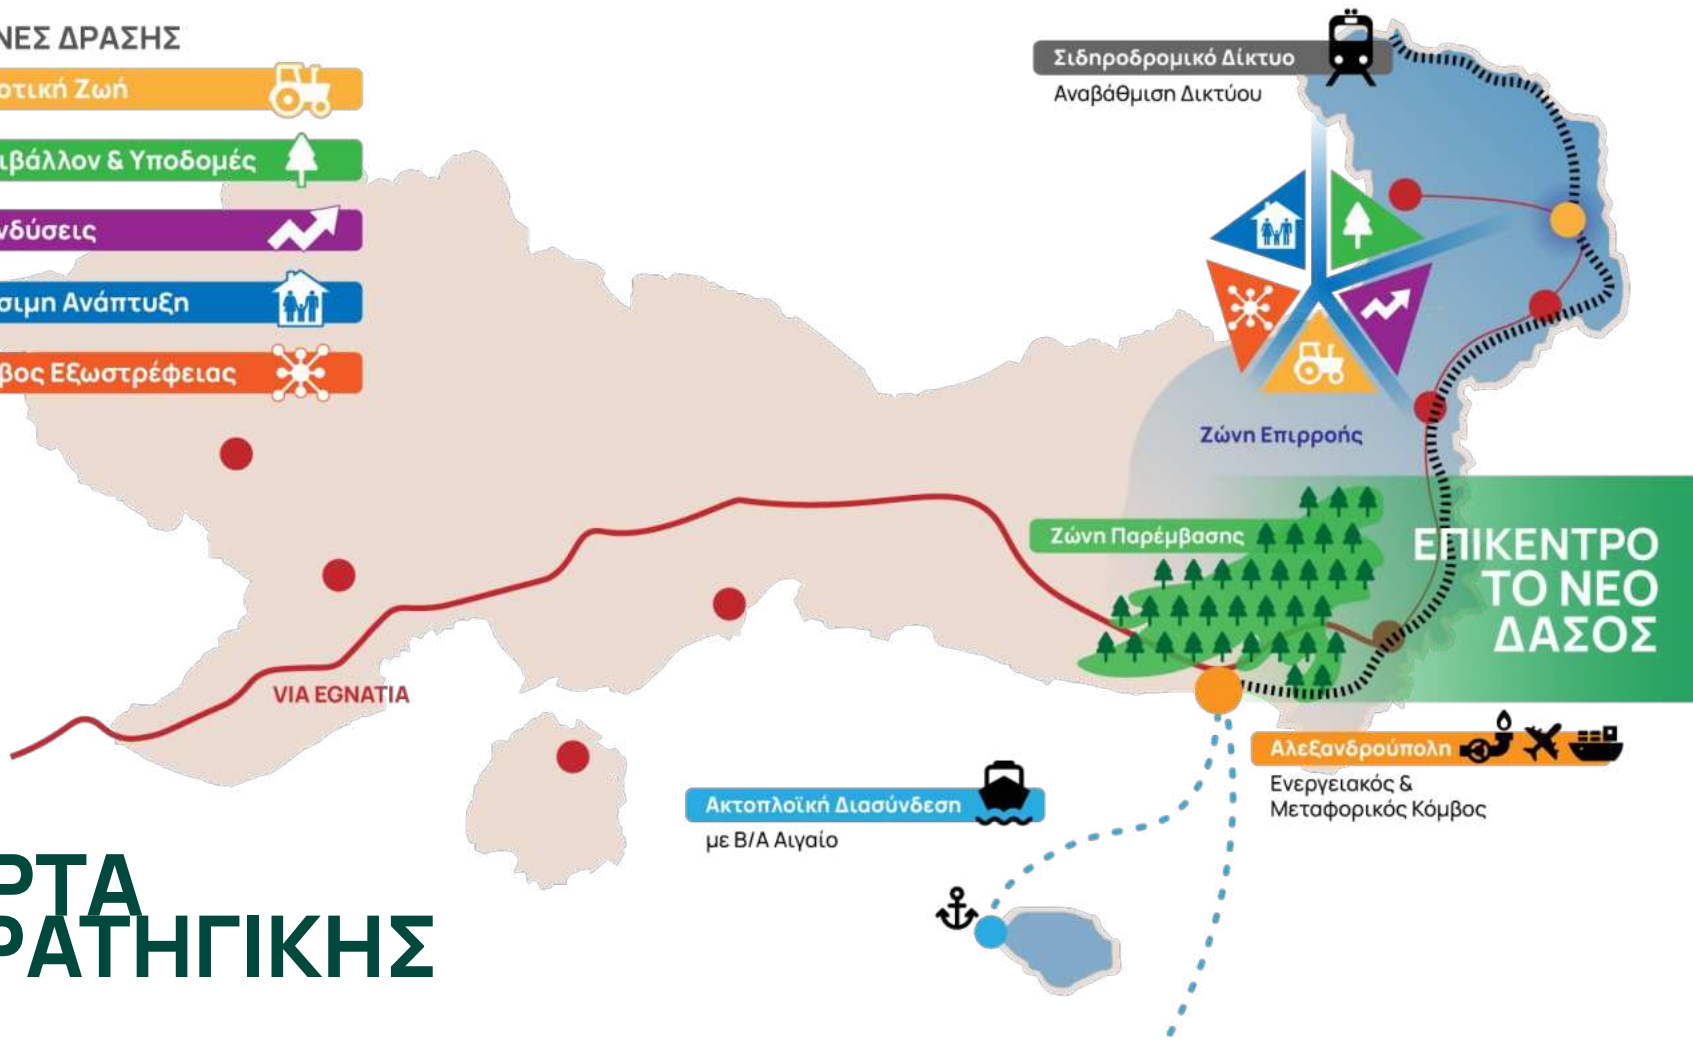 ΝΕΣ ΔΡΑΣΗΣ
οτική Ζωή
ιβάλλον & Υποδομές
νδύσεις
σιμη Ανάπτυξη
βος Εξωστρέφειας
Σιδηροδρομικό Δίκτυο
Αναβάθμιση Δικτύου
Ζώνη Επιρροής
Ζώνη Παρέμβασης
ΕΠΙΚΕΝΤΡΟ
ΤΟ ΝΕΟ
ΔΑΣΟΣ
VIA EGNATIA
Αλεξανδρούπολη
Ενεργειακός &
Μεταφορικός Κόμβος
Ακτοπλοϊκή Διασύνδεση
με Β/Α Αιγαίο
ΡΤΑ
ΡΑΤΗΓΙΚΗΣ